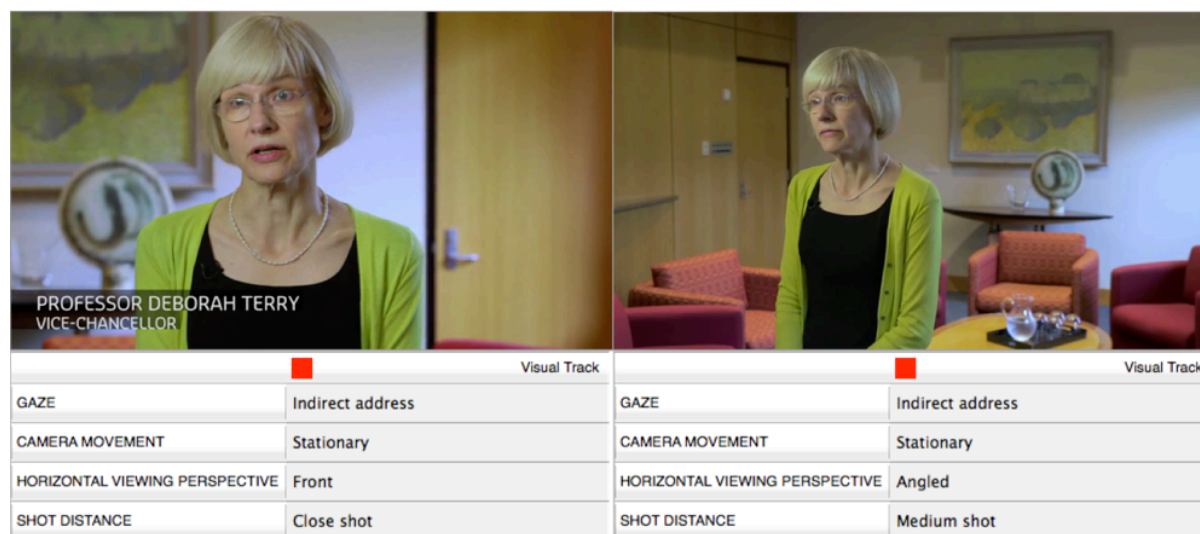 PROFESSOR DEBORAH TERRY
VICE-CHANCELLOR
Visual Track
GAZE Indirect address
CAMERA MOVEMENT Stationary
HORIZONTAL VIEWING PERSPECTIVE Front
SHOT DISTANCE Close shot
Visual Track
GAZE Indirect address
CAMERA MOVEMENT Stationary
HORIZONTAL VIEWING PERSPECTIVE Angled
SHOT DISTANCE Medium shot